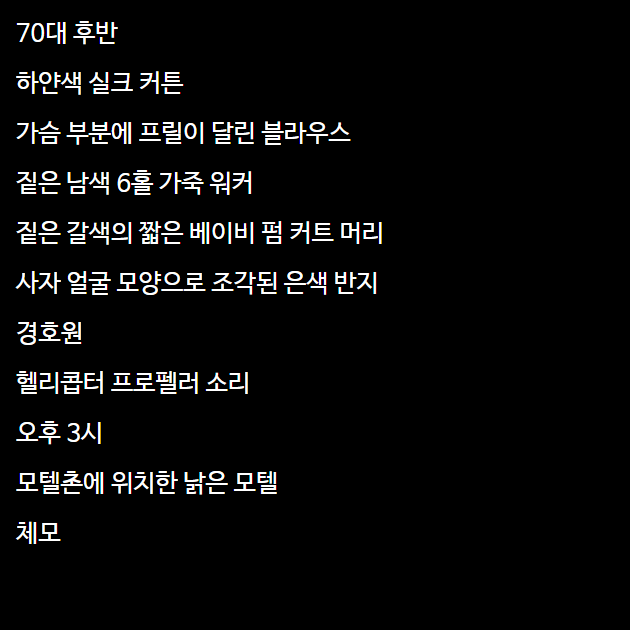 70대 후반
하얀색 실크 커튼
가슴 부분에 프릴이 달린 블라우스
짙은 남색 6홀 가죽 워커
짙은 갈색의 짧은 베이비 펌 커트 머리
사자 얼굴 모양으로 조각된 은색 반지
경호원
헬리콥터 프로펠러 소리
오후 3시
모텔촌에 위치한 낡은 모텔
체모